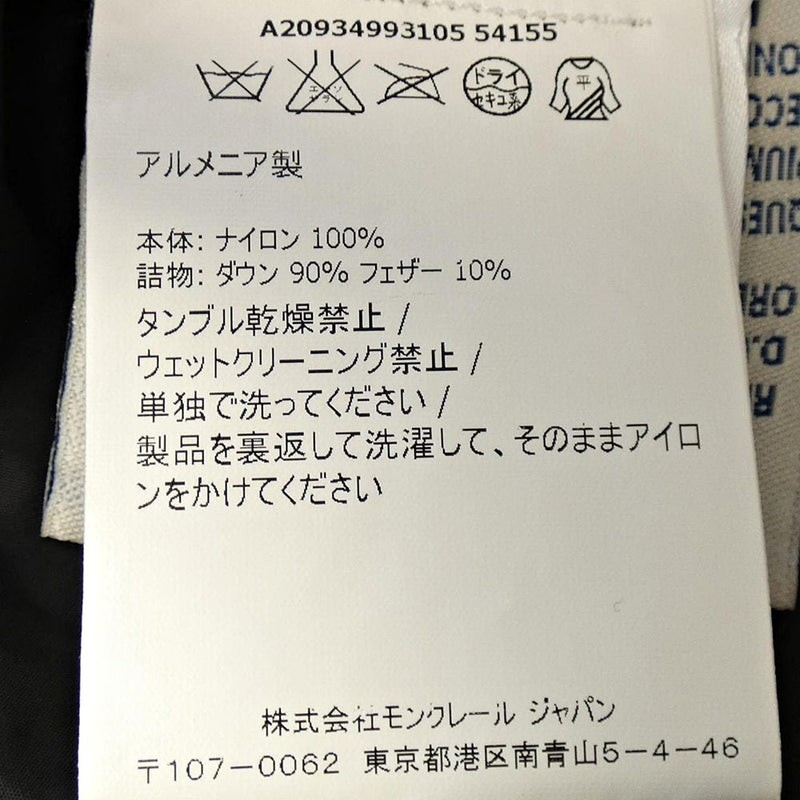 A20934993105 54155
エンソ
サラシ
ドライ
セキユ系
平
アルメニア製
本体: ナイロン 100%
詰物: ダウン 90% フェザー 10%
タンブル乾燥禁止 /
ウェットクリーニング禁止 /
単独で洗ってください /
製品を裏返して洗濯して、そのままアイロ
ンをかけてください
株式会社モンクレール ジャパン
〒107-0062 東京都港区南青山5-4-46